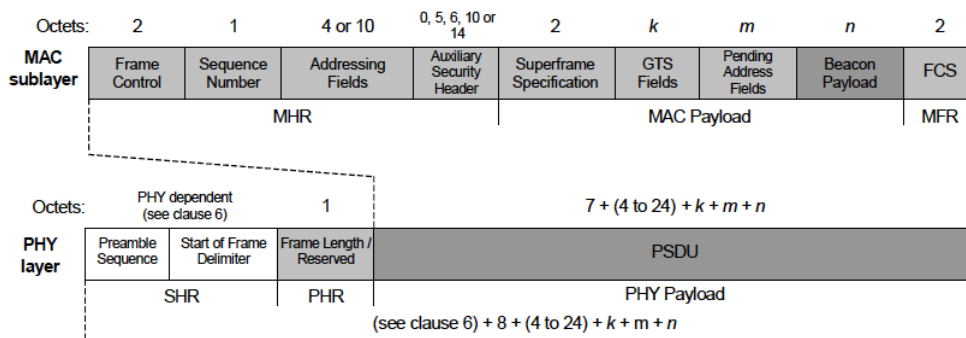 Octets: 2 1 4 or 10 0, 5, 6, 10 or 14 2 k m n 2
MAC sublayer
Frame Control
Sequence Number
Addressing Fields
Auxiliary Security Header
Superframe Specification
GTS Fields
Pending Address Fields
Beacon Payload
FCS
MHR MAC Payload MFR
Octets: PHY dependent (see clause 6) 1 7 + (4 to 24) + k + m + n
PHY layer
Preamble Sequence
Start of Frame Delimiter
Frame Length / Reserved
PSDU
SHR PHR PHY Payload
(see clause 6) + 8 + (4 to 24) + k + m + n